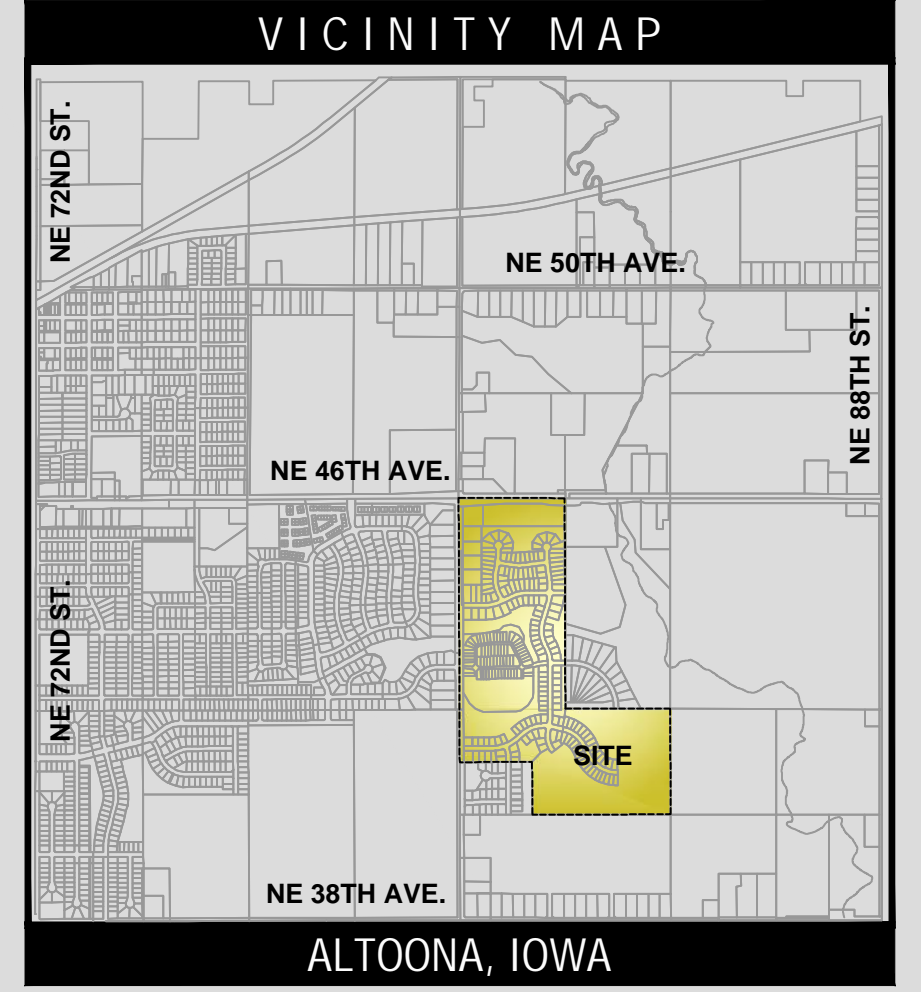 VICINITY MAP
NE 72ND ST.
NE 50TH AVE.
NE 88TH ST.
NE 46TH AVE.
NE 72ND ST.
SITE
NE 38TH AVE.
ALTOONA, IOWA